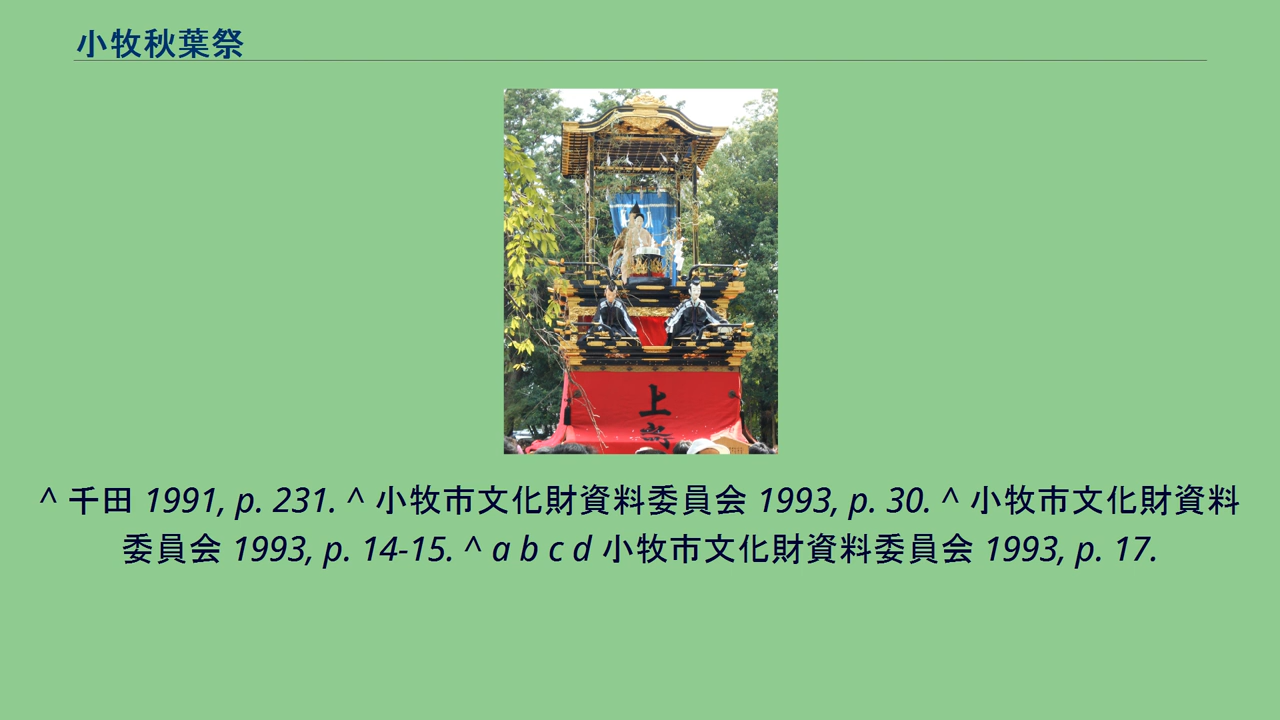 小牧秋葉祭
上
^ 千田 1991, p. 231. ^ 小牧市文化財資料委員会 1993, p. 30. ^ 小牧市文化財資料
委員会 1993, p. 14-15. ^ a b c d 小牧市文化財資料委員会 1993, p. 17.